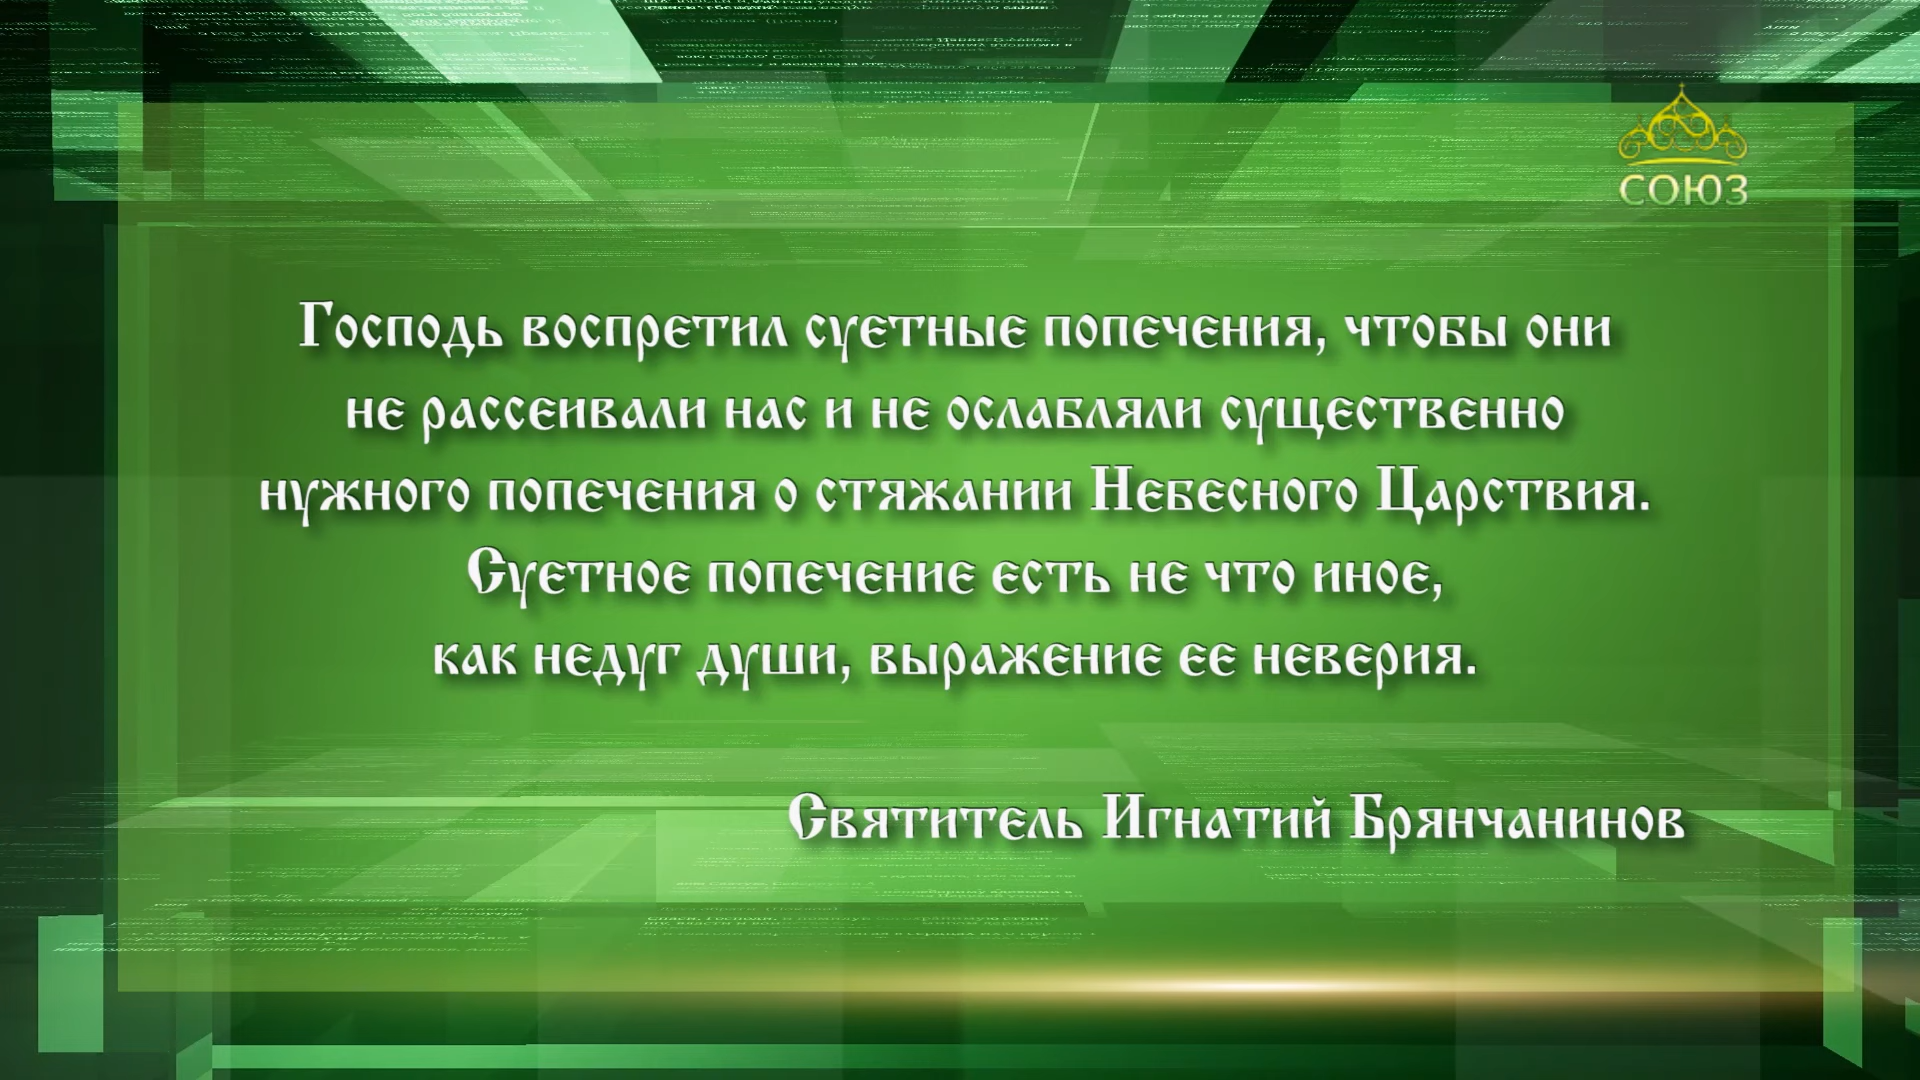 СОЮЗ
Господь воспретил суетные попечения, чтобы они
не рассеивали нас и не ослабляли существенно
нужного попечения о стяжании Небесного Царствия.
Суетное попечение есть не что иное,
как недуг души, выражение ее неверия.
Святитель Игнатий Брянчанинов